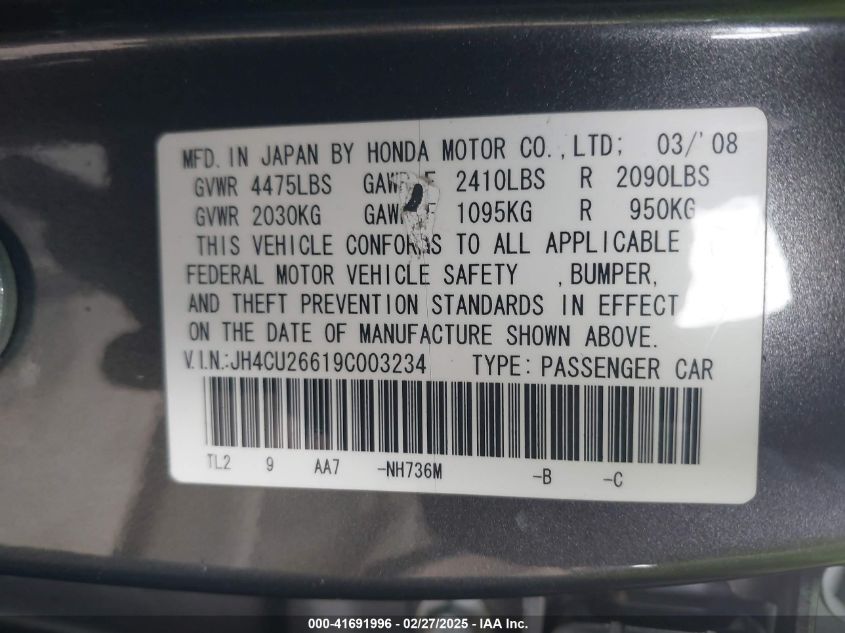 MFD. IN JAPAN BY HONDA MOTOR CO., LTD; 03/'08
GVWR 4475LBS GAWR F 2410LBS R 2090LBS
GVWR 2030KG GAWR F 1095KG R 950KG
THIS VEHICLE CONFORMS TO ALL APPLICABLE
FEDERAL MOTOR VEHICLE SAFETY , BUMPER,
AND THEFT PREVENTION STANDARDS IN EFFECT
ON THE DATE OF MANUFACTURE SHOWN ABOVE.
V.I.N.:JH4CU26619C003234 TYPE: PASSENGER CAR
TL2 9 AA7 -NH736M -B -C
000-41691996 - 02/27/2025 - IAA Inc.